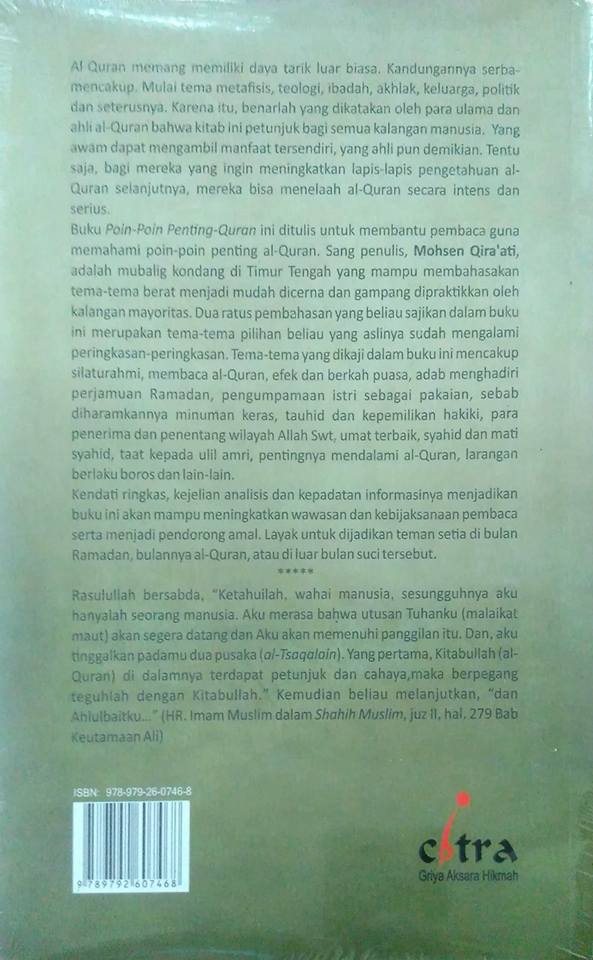 Al Quran memang memiliki daya tarik luar biasa. Kandungannya serba-
mencakup. Mulai tema metafisis, teologi, ibadah, akhlak, keluarga, politik
dan seterusnya. Karena itu, benarlah yang dikatakan oleh para ulama dan
ahli al-Quran bahwa kitab ini petunjuk bagi semua kalangan manusia. Yang
awam dapat mengambil manfaat tersendiri, yang ahli pun demikian. Tentu
saja, bagi mereka yang ingin meningkatkan lapis-lapis pengetahuan al-
Quran selanjutnya, mereka bisa menelaah al-Quran secara intens dan
serius.
Buku Poin-Poin Penting-Quran ini ditulis untuk membantu pembaca guna
memahami poin-poin penting al-Quran. Sang penulis, Mohsen Qira'ati,
adalah mubalig kondang di Timur Tengah yang mampu membahasakan
tema-tema berat menjadi mudah dicerna dan gampang dipraktikkan oleh
kalangan mayoritas. Dua ratus pembahasan yang beliau sajikan dalam buku
ini merupakan tema-tema pilihan beliau yang aslinya sudah mengalami
peringkasan-peringkasan. Tema-tema yang dikaji dalam buku ini mencakup
silaturahmi, membaca al-Quran, efek dan berkah puasa, adab menghadiri
perjamuan Ramadan, pengumpamaan istri sebagai pakaian, sebab
diharamkannya minuman keras, tauhid dan kepemilikan hakiki, para
penerima dan penentang wilayah Allah Swt, umat terbaik, syahid dan mati
syahid, taat kepada ulil amri, pentingnya mendalami al-Quran, larangan
berlaku boros dan lain-lain.
Kendati ringkas, kejelian analisis dan kepadatan informasinya menjadikan
buku ini akan mampu meningkatkan wawasan dan kebijaksanaan pembaca
serta menjadi pendorong amal. Layak untuk dijadikan teman setia di bulan
Ramadan, bulannya al-Quran, atau di luar bulan suci tersebut.
*****
Rasulullah bersabda, “Ketahuilah, wahai manusia, sesungguhnya aku
hanyalah seorang manusia. Aku merasa bahwa utusan Tuhanku (malaikat
maut) akan segera datang dan Aku akan memenuhi panggilan itu. Dan, aku
tinggalkan padamu dua pusaka (al-Tsaqalain). Yang pertama, Kitabullah (al-
Quran) di dalamnya terdapat petunjuk dan cahaya,maka berpegang
teguhlah dengan Kitabullah.” Kemudian beliau melanjutkan, “dan
Ahlulbaitku...” (HR. Imam Muslim dalam Shahih Muslim, juz II, hal. 279 Bab
Keutamaan Ali)
ISBN: 978-979-26-0746-8
9 789792 607468
citra
Griya Aksara Hikmah